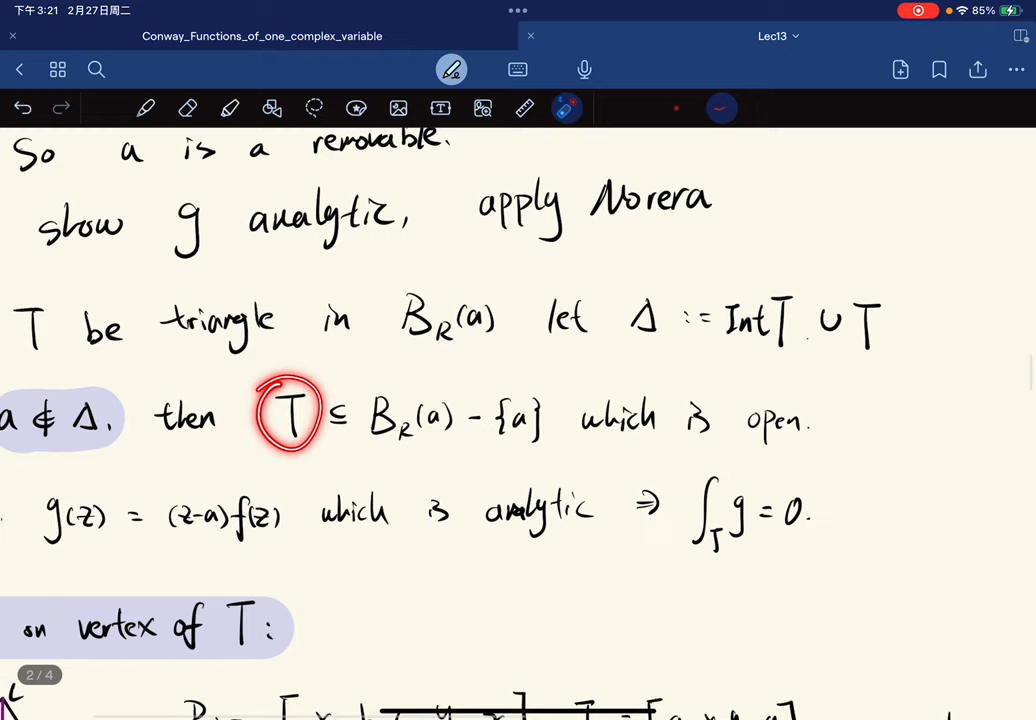 下午3:21 2月27日周二
85%
Conway_Functions_of_one_complex_variable
Lec13
So a is a removable.
show g analytic, apply Morera
T be triangle in B_R(a) let Δ := Int T ∪ T
a ∉ Δ. then T ⊆ B_R(a) - {a} which is open.
g(z) = (z-a)f(z) which is analytic ⇒ ∫_T g = 0.
on vertex of T:
2 / 4